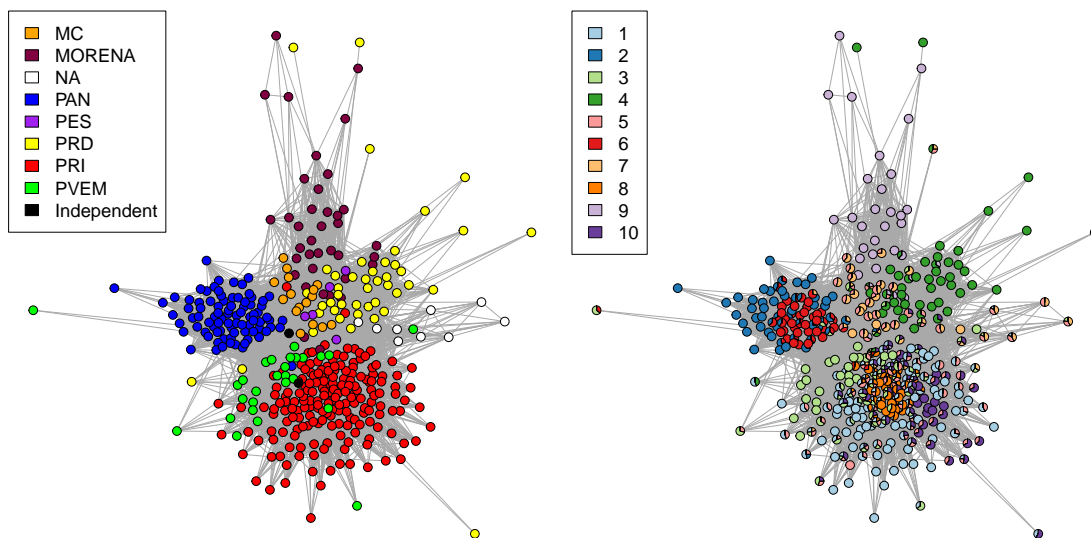 MC
MORENA
NA
PAN
PES
PRD
PRI
PVEM
Independent
1
2
3
4
5
6
7
8
9
10